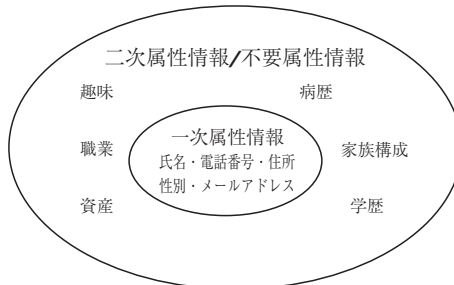 二次属性情報/不要属性情報
趣味
病歴
一次属性情報
職業
氏名・電話番号・住所
家族構成
性別・メールアドレス
資産
学歴